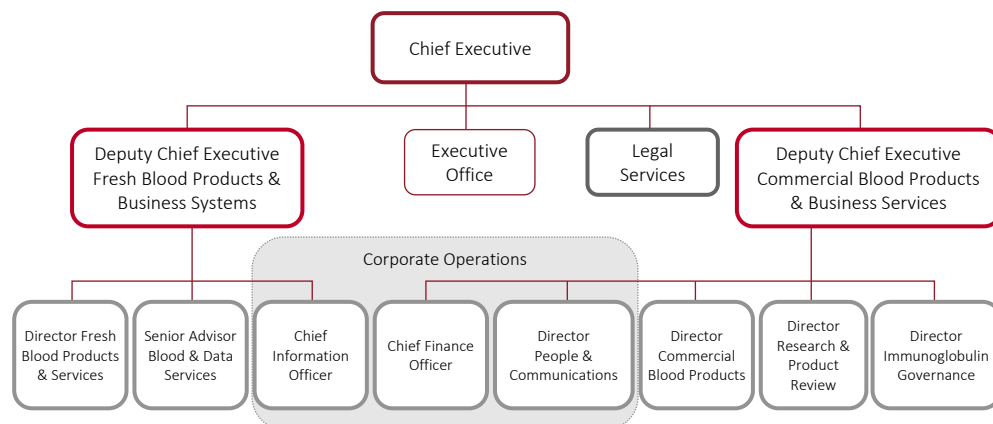 Chief Executive
Deputy Chief Executive
Fresh Blood Products &
Business Systems
Executive
Office
Legal
Services
Deputy Chief Executive
Commercial Blood Products
& Business Services
Corporate Operations
Director Fresh
Blood Products
& Services
Senior Advisor
Blood & Data
Services
Chief
Information
Officer
Chief Finance
Officer
Director
People &
Communications
Director
Commercial
Blood Products
Director
Research &
Product
Review
Director
Immunoglobulin
Governance